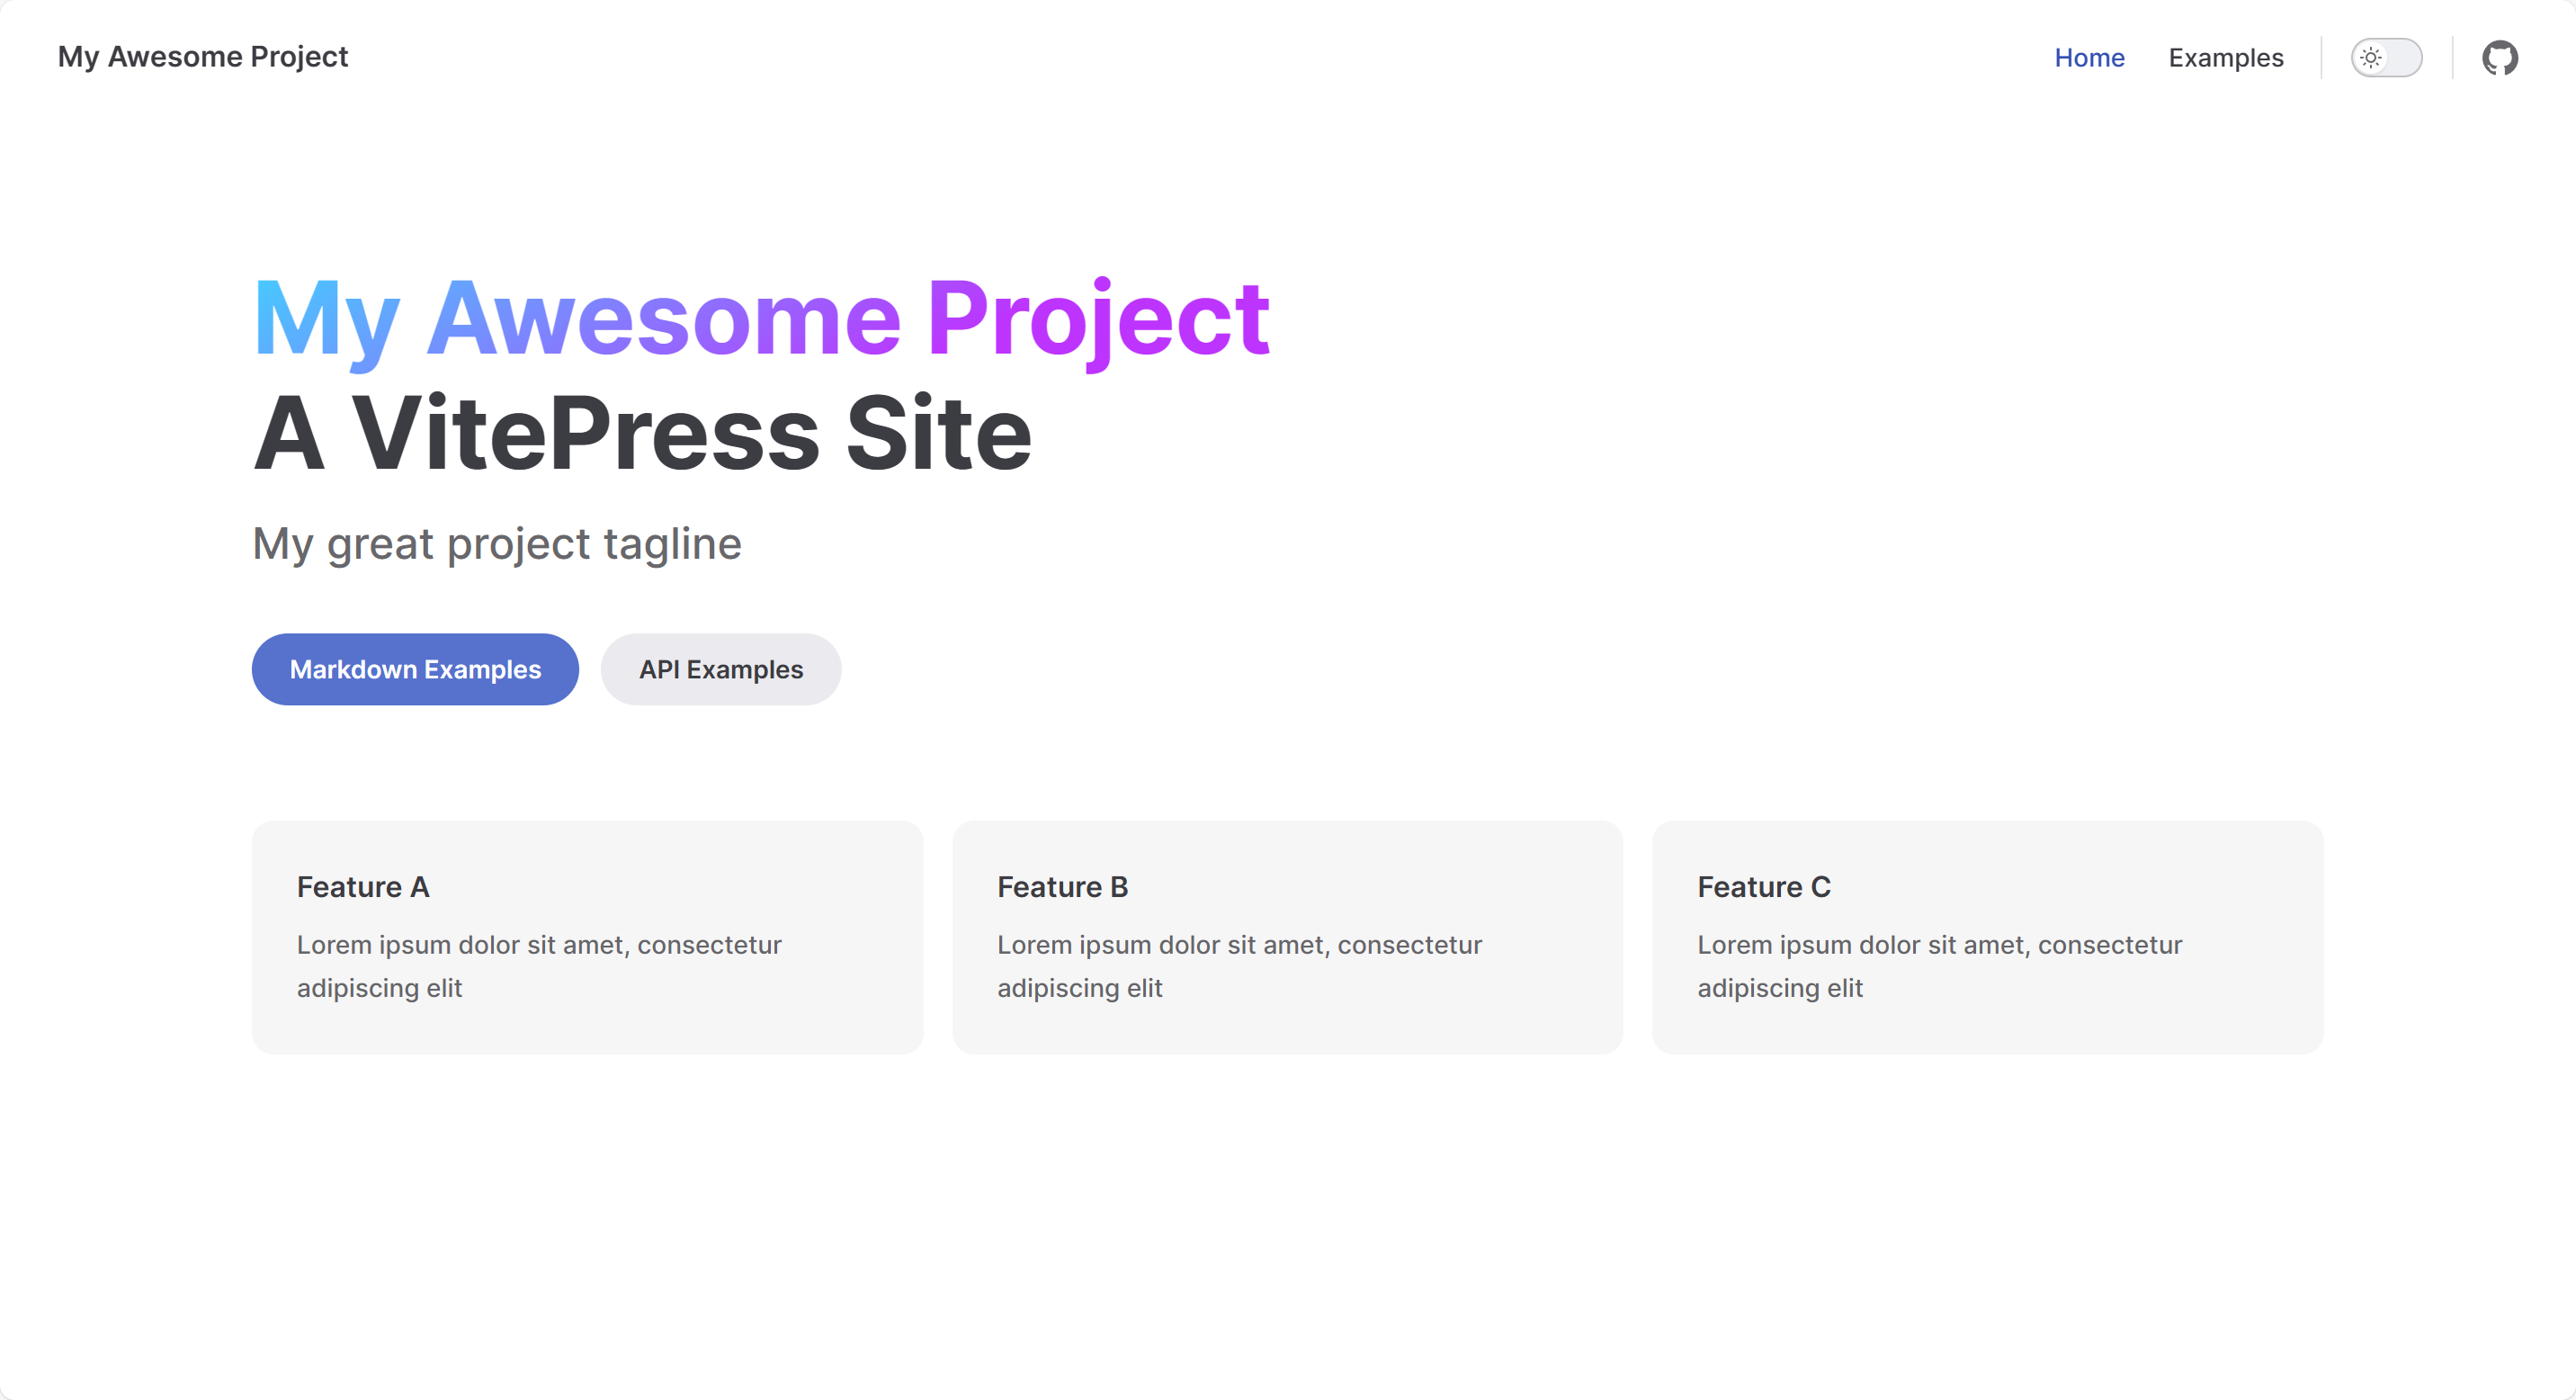 My Awesome Project
Home
Examples
My Awesome Project
A VitePress Site
My great project tagline
Markdown Examples
API Examples
Feature A
Lorem ipsum dolor sit amet, consectetur
adipiscing elit
Feature B
Lorem ipsum dolor sit amet, consectetur
adipiscing elit
Feature C
Lorem ipsum dolor sit amet, consectetur
adipiscing elit